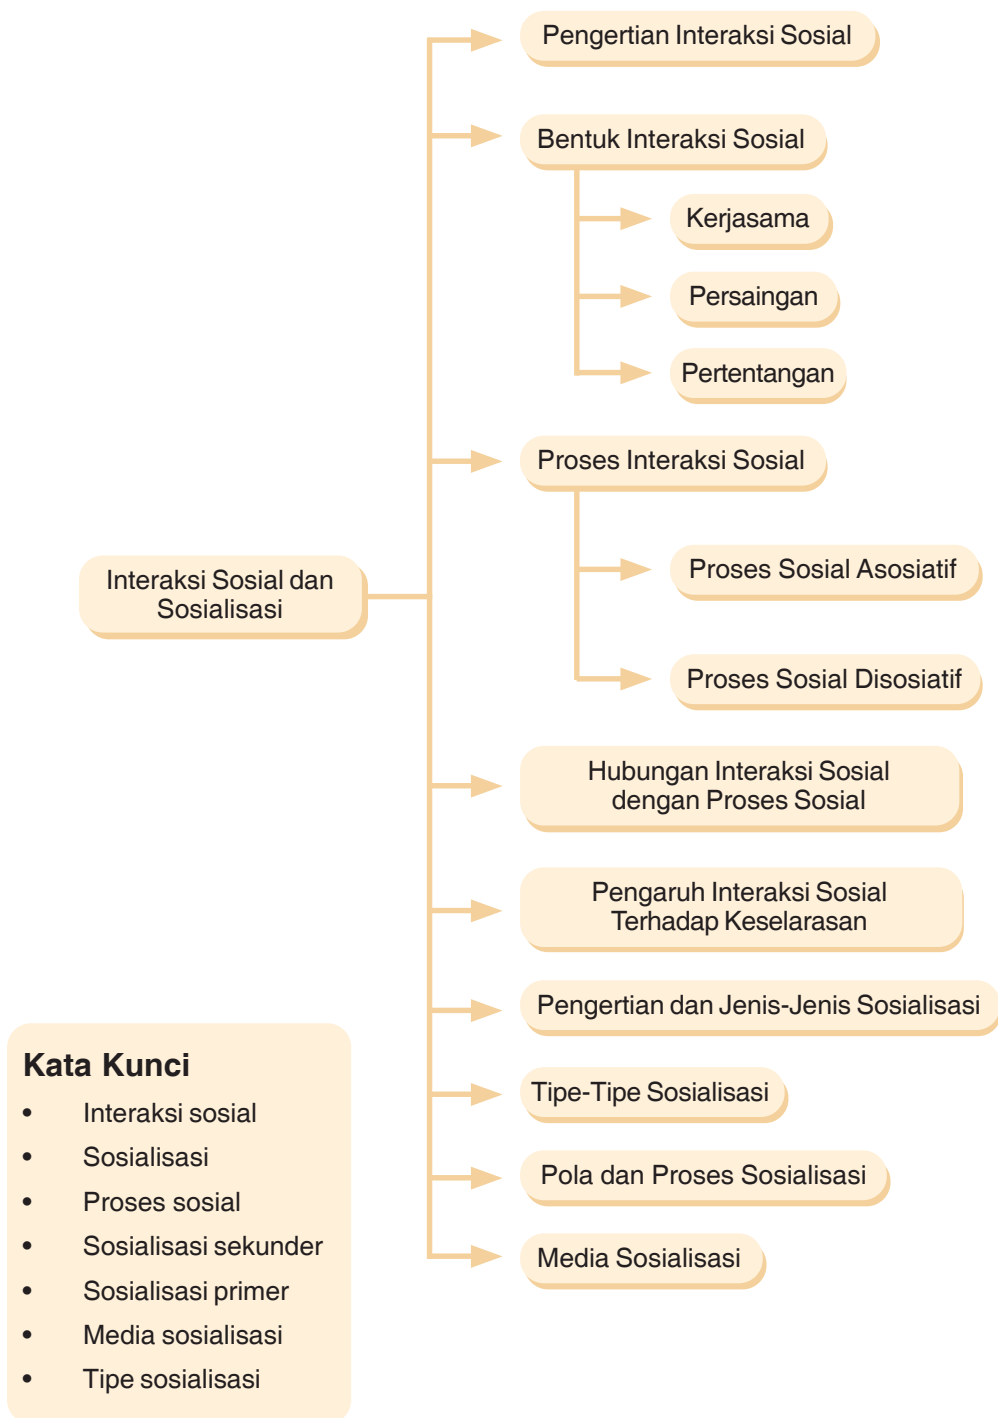 Pengertian Interaksi Sosial
Bentuk Interaksi Sosial
Kerjasama
Persaingan
Pertentangan
Proses Interaksi Sosial
Interaksi Sosial dan
Sosialisasi
Proses Sosial Asosiatif
Proses Sosial Disosiatif
Hubungan Interaksi Sosial
dengan Proses Sosial
Pengaruh Interaksi Sosial
Terhadap Keselarasan
Pengertian dan Jenis-Jenis Sosialisasi
Tipe-Tipe Sosialisasi
Pola dan Proses Sosialisasi
Media Sosialisasi
Kata Kunci
• Interaksi sosial
• Sosialisasi
• Proses sosial
• Sosialisasi sekunder
• Sosialisasi primer
• Media sosialisasi
• Tipe sosialisasi